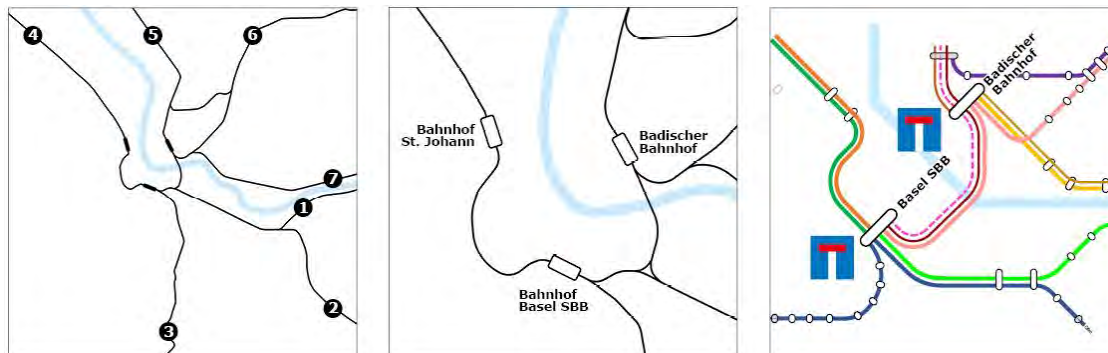 4
5
6
7
1
2
3
Bahnhof
St. Johann
Badischer
Bahnhof
Bahnhof
Basel SBB
Badischer
Bahnhof
Basel SBB